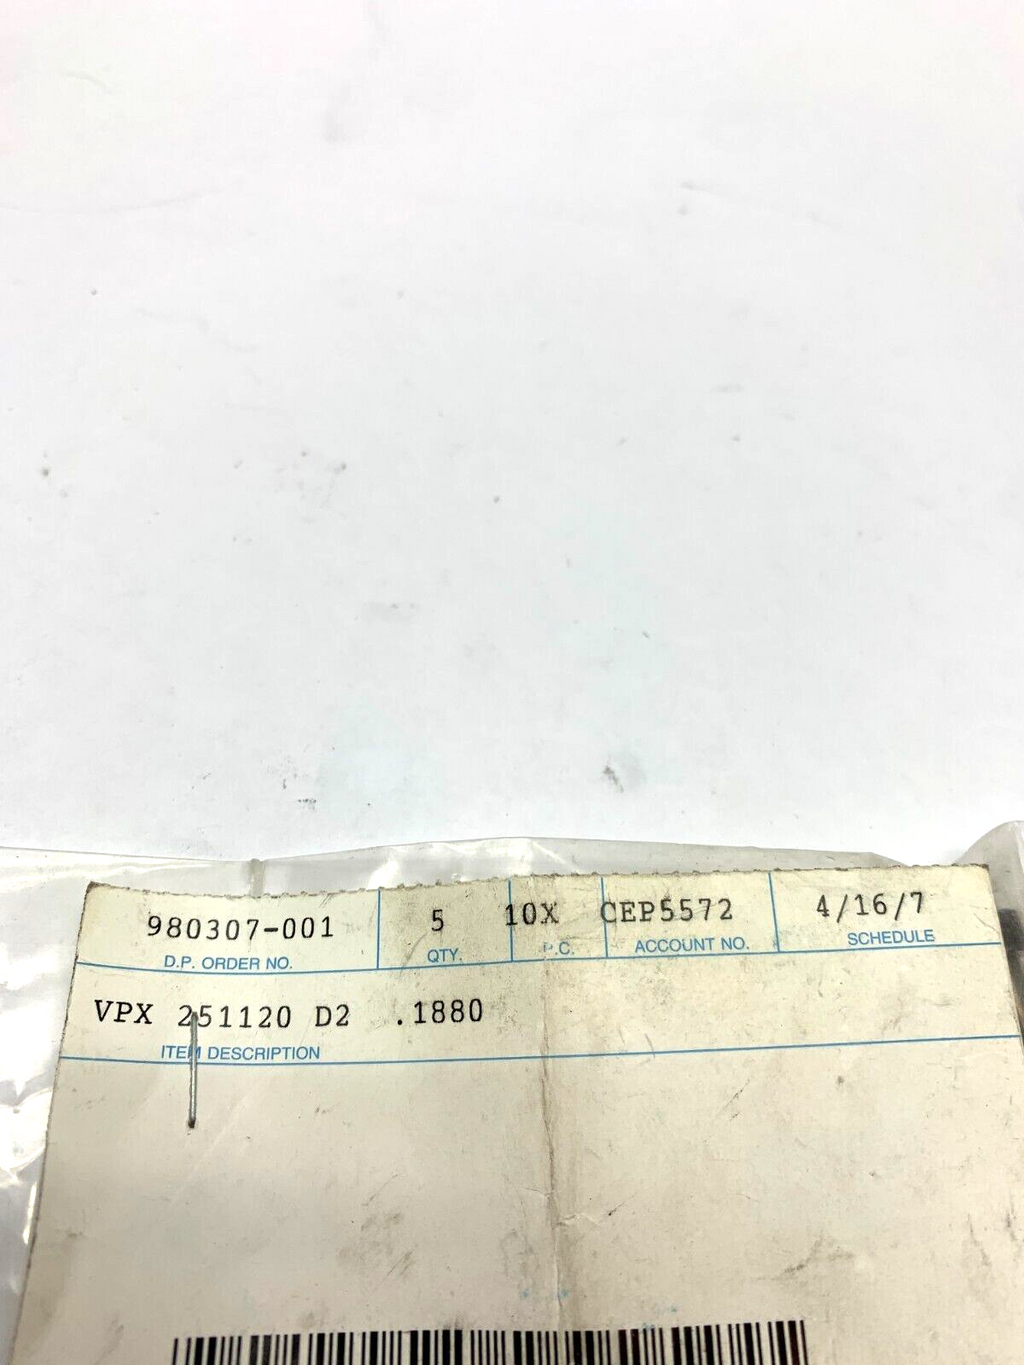 980307-001 5 10X CEP5572 4/16/7
D.P. ORDER NO. QTY. P.C. ACCOUNT NO. SCHEDULE
VPX 251120 D2 .1880
ITEM DESCRIPTION